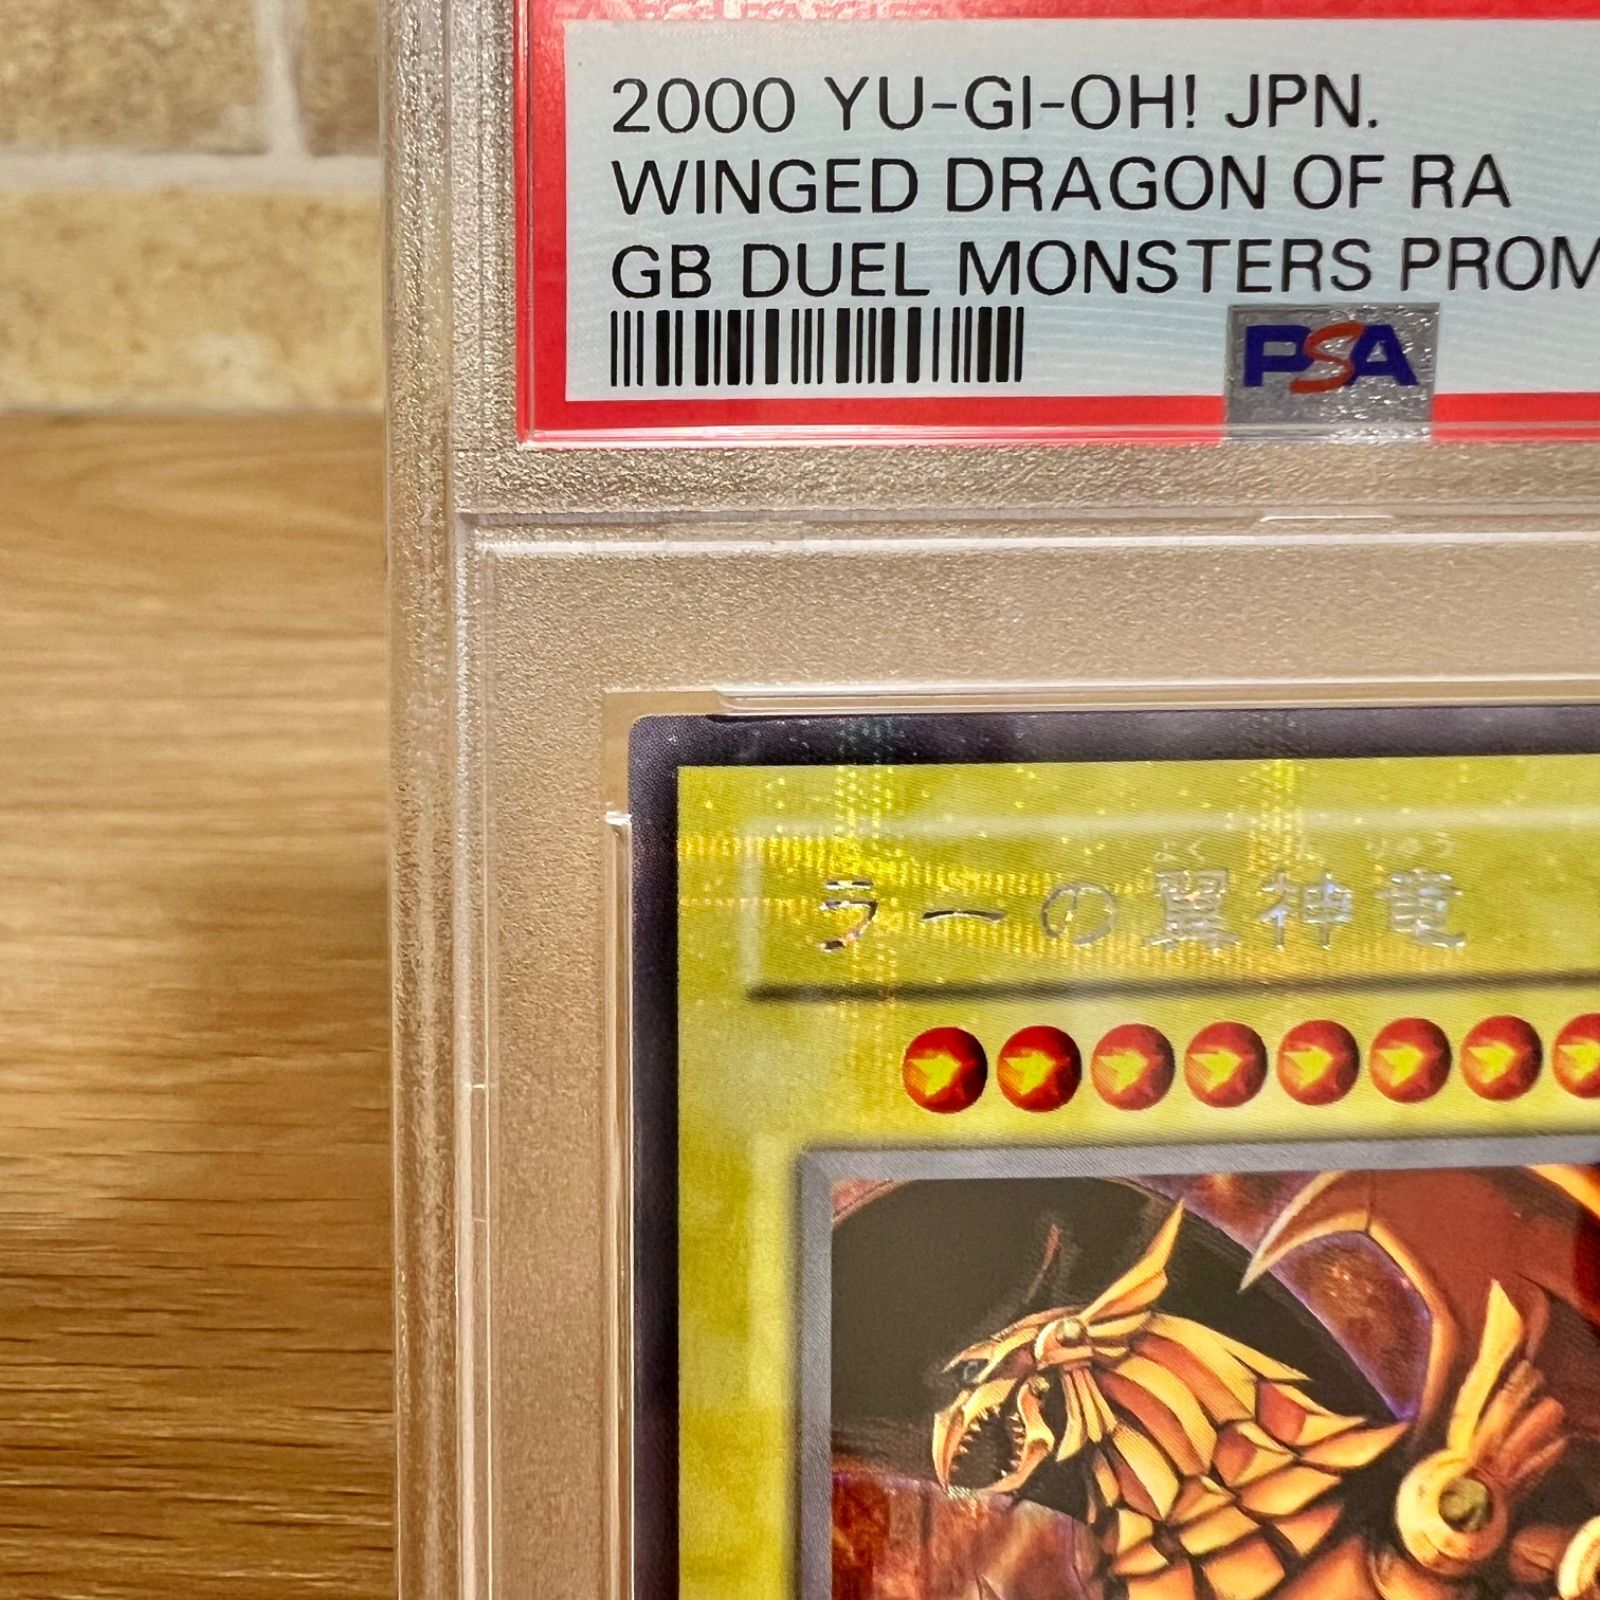 2000 YU-GI-OH! JPN.
WINGED DRAGON OF RA
GB DUEL MONSTERS PROM
PSA
ラーの翼神竜